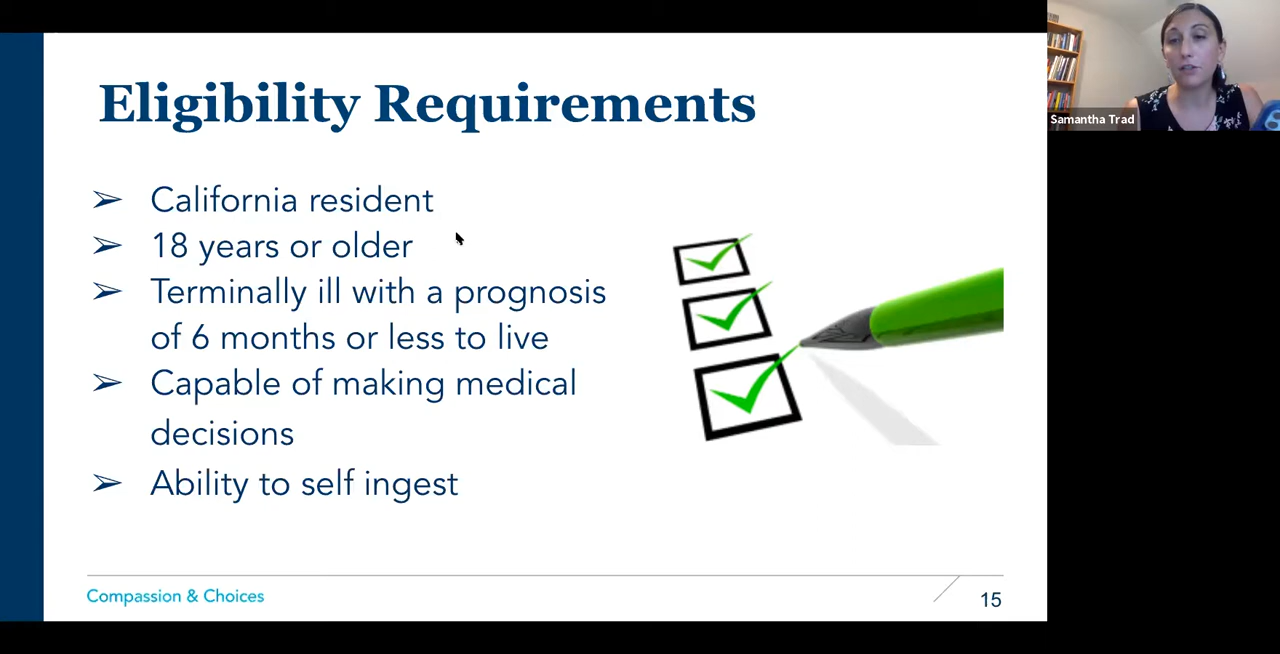 Eligibility Requirements
➢ California resident
➢ 18 years or older
➢ Terminally ill with a prognosis
of 6 months or less to live
➢ Capable of making medical
decisions
➢ Ability to self ingest
Compassion & Choices
15
Samantha Trad